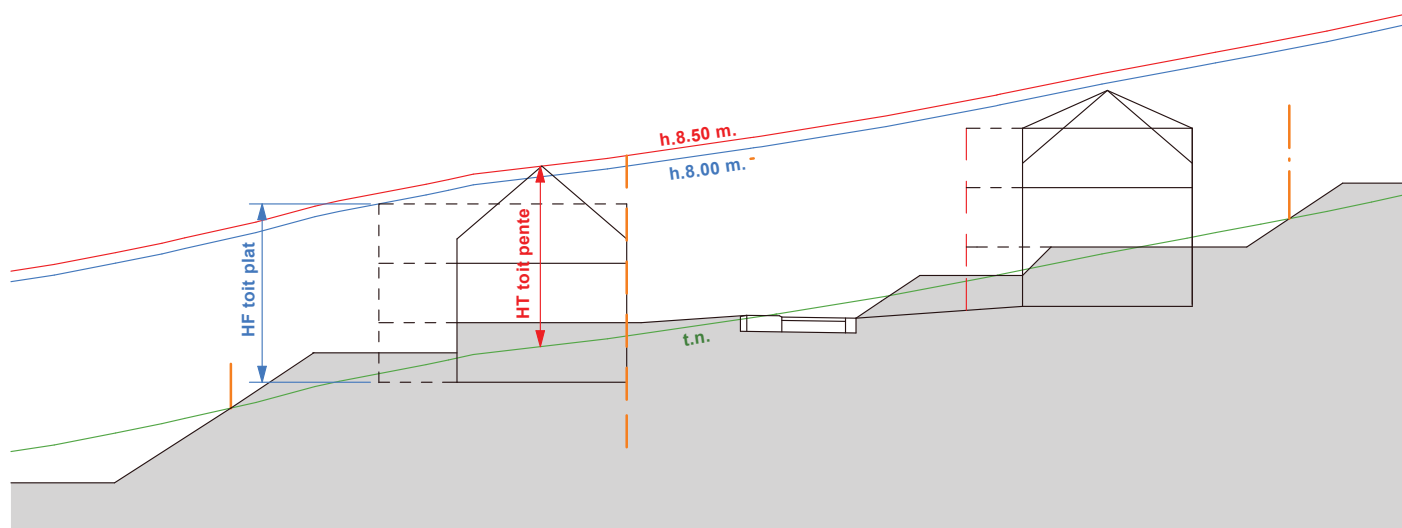 h.8.50 m.
h.8.00 m.
HF toit plat
HT toit pente
t.n.